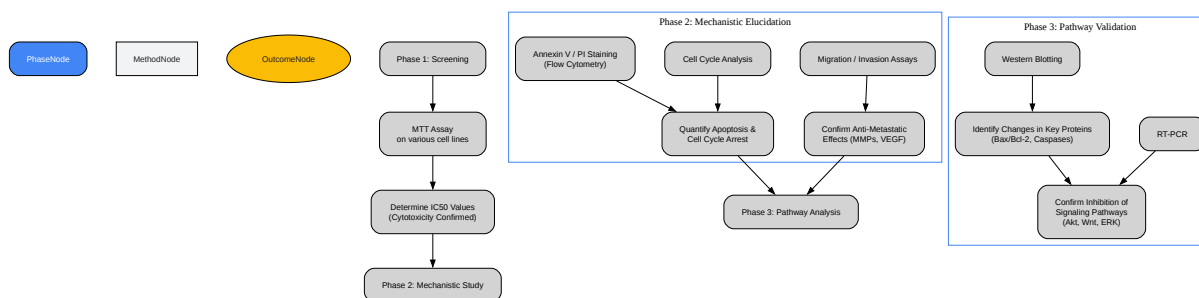 PhaseNode
MethodNode
OutcomeNode
Phase 1: Screening
MTT Assay
on various cell lines
Determine IC50 Values
(Cytotoxicity Confirmed)
Phase 2: Mechanistic Study
Phase 2: Mechanistic Elucidation
Annexin V / PI Staining
(Flow Cytometry)
Cell Cycle Analysis
Migration / Invasion Assays
Quantify Apoptosis &
Cell Cycle Arrest
Confirm Anti-Metastatic
Effects (MMPs, VEGF)
Phase 3: Pathway Analysis
Phase 3: Pathway Validation
Western Blotting
Identify Changes in Key Proteins
(Bax/Bcl-2, Caspases)
RT-PCR
Confirm Inhibition of
Signaling Pathways
(Akt, Wnt, ERK)